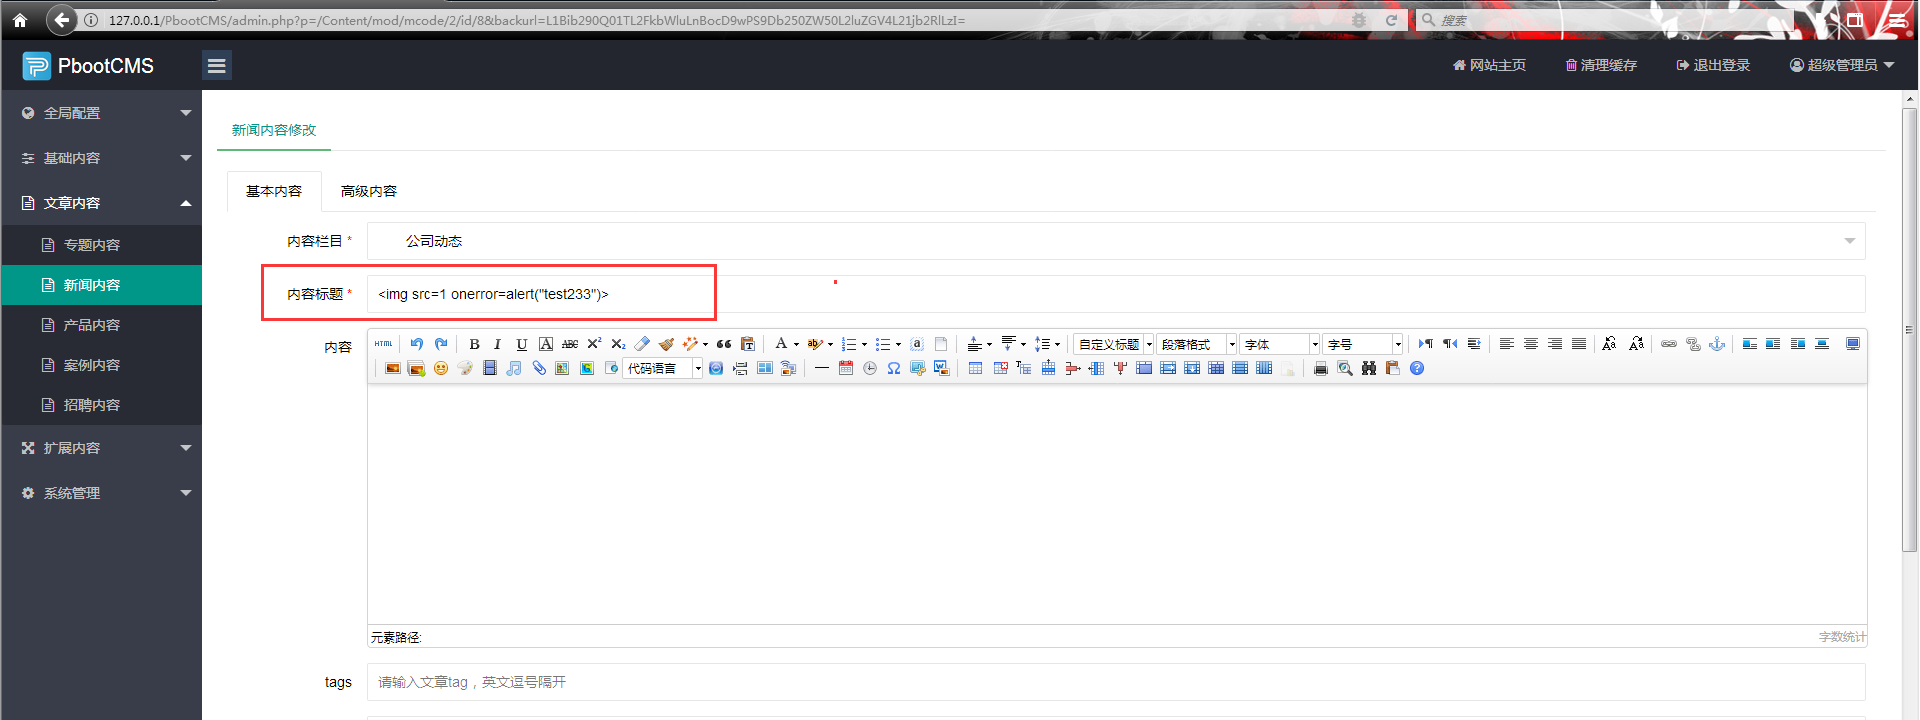 127.0.0.1/PbootCMS/admin.php?p=/Content/mod/mcode/2/id/8&backurl=L1Bib290Q01TL2FkbWluLnBocD9wPS9Db250ZW50L2luZGV4L21jb2RlLzI=
搜索
PbootCMS
网站主页
清理缓存
退出登录
超级管理员
全局配置
基础内容
文章内容
专题内容
新闻内容
产品内容
案例内容
招聘内容
扩展内容
系统管理
新闻内容修改
基本内容 高级内容
内容栏目 * 公司动态
内容标题 * <img src=1 onerror=alert("test233")>
内容
HTML
自定义标题 段落格式 字体 字号
代码语言
元素路径:
字数统计
tags 请输入文章tag，英文逗号隔开